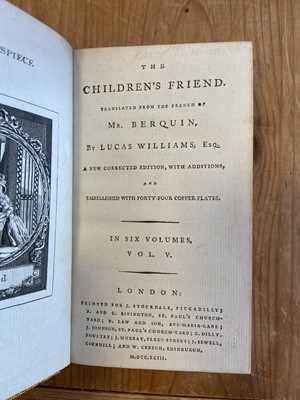 SPIECE
THE
CHILDREN'S FRIEND.
TRANSLATED FROM THE FRENCH OF
MR. BERQUIN,
BY LUCAS WILLIAMS, ESQ.
A NEW CORRECTED EDITION, WITH ADDITIONS,
AND
EMBELLISHED WITH FORTY-FOUR COPPER PLATES.
IN SIX VOLUMES.
VOL. V.
LONDON:
PRINTED FOR J. STOCKDALE, PICCADILLY;
F. AND C. RIVINGTON, ST. PAUL'S CHURCH-
YARD; B. LAW AND SON, AVE-MARIA-LANE;
J. JOHNSON, ST. PAUL'S CHURCH-YARD; C. DILLY,
POULTRY; J. MURRAY, FLEET-STREET; J. SEWELL,
CORNHILL; AND W. CREECH, EDINBURGH,
M.DCC.XCIII.